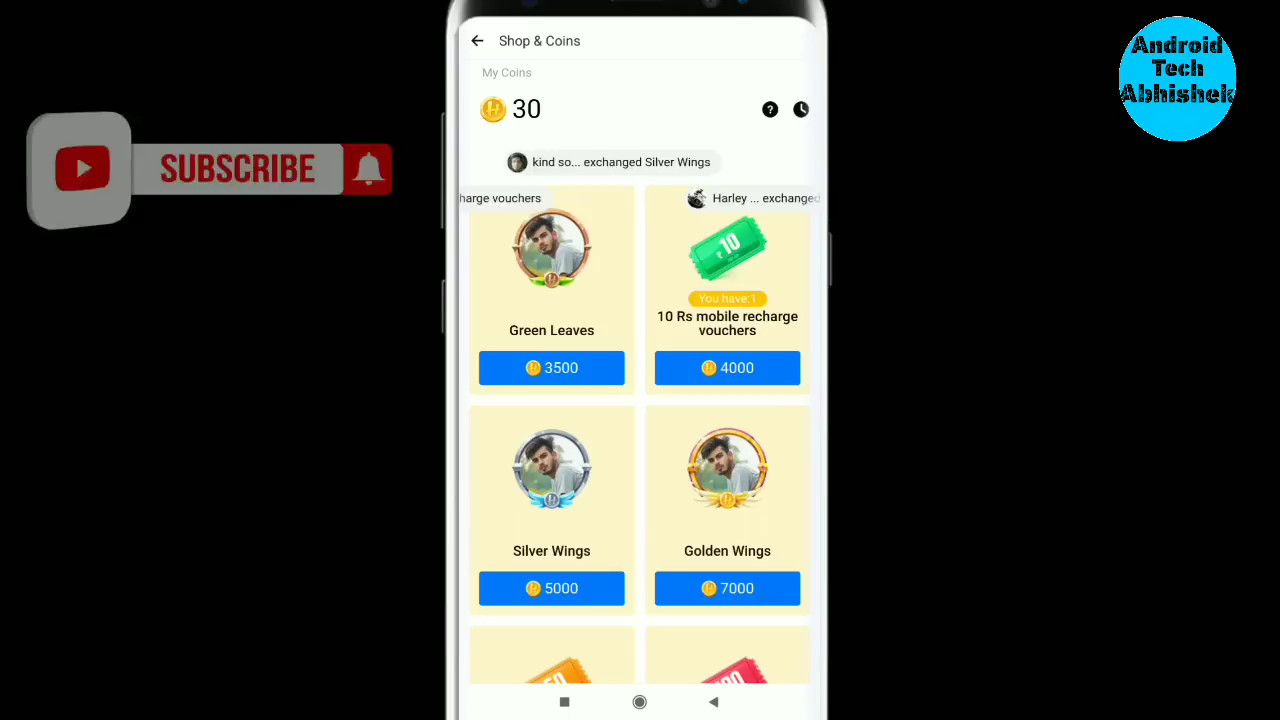 Shop & Coins
My Coins
30
?
kind so... exchanged Silver Wings
harge vouchers
Harley ... exchanged
Green Leaves
3500
₹10
You have:1
10 Rs mobile recharge
vouchers
4000
Silver Wings
5000
Golden Wings
7000
SUBSCRIBE
Android
Tech
Abhishek